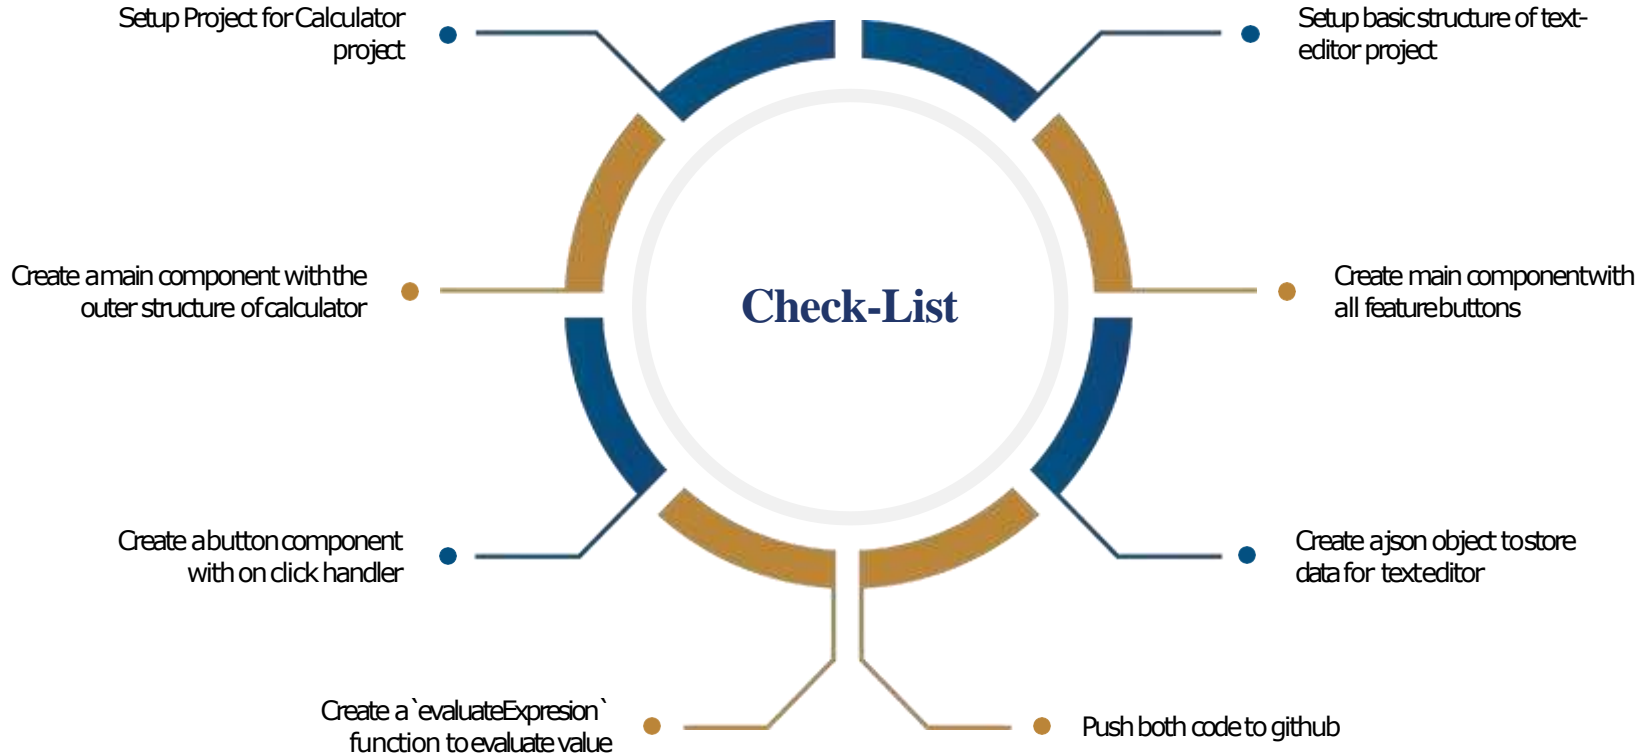 Setup Project for Calculator
project
Create a main component with the
outer structure of calculator
Create a button component
with on click handler
Create a `evaluateExpresion`
function to evaluate value
Check-List
Setup basic structure of text-
editor project
Create main component with
all feature buttons
Create a json object to store
data for text editor
Push both code to github